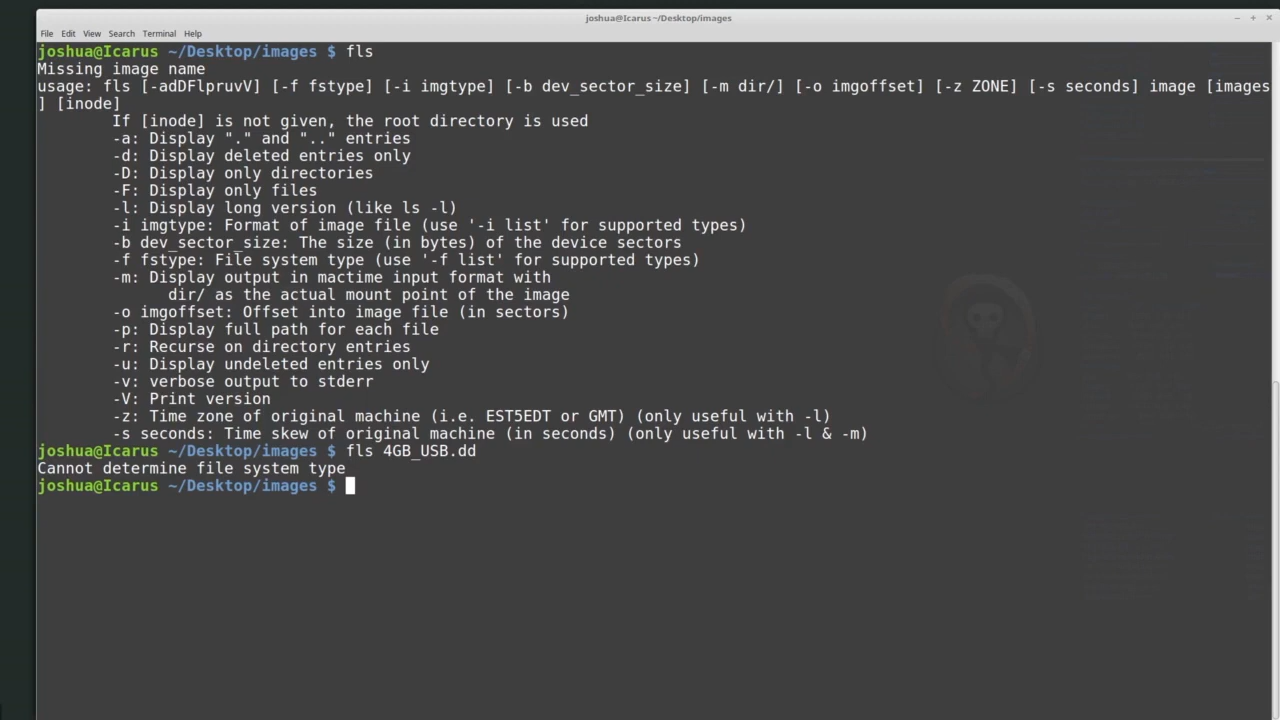 joshua@Icarus ~/Desktop/images
File Edit View Search Terminal Help
joshua@Icarus ~/Desktop/images $ fls
Missing image name
usage: fls [-adDFlpruvV] [-f fstype] [-i imgtype] [-b dev_sector_size] [-m dir/] [-o imgoffset] [-z ZONE] [-s seconds] image [images
] [inode]
If [inode] is not given, the root directory is used
-a: Display "." and ".." entries
-d: Display deleted entries only
-D: Display only directories
-F: Display only files
-l: Display long version (like ls -l)
-i imgtype: Format of image file (use '-i list' for supported types)
-b dev_sector_size: The size (in bytes) of the device sectors
-f fstype: File system type (use '-f list' for supported types)
-m: Display output in mactime input format with
dir/ as the actual mount point of the image
-o imgoffset: Offset into image file (in sectors)
-p: Display full path for each file
-r: Recurse on directory entries
-u: Display undeleted entries only
-v: verbose output to stderr
-V: Print version
-z: Time zone of original machine (i.e. EST5EDT or GMT) (only useful with -l)
-s seconds: Time skew of original machine (in seconds) (only useful with -l & -m)
joshua@Icarus ~/Desktop/images $ fls 4GB_USB.dd
Cannot determine file system type
joshua@Icarus ~/Desktop/images $